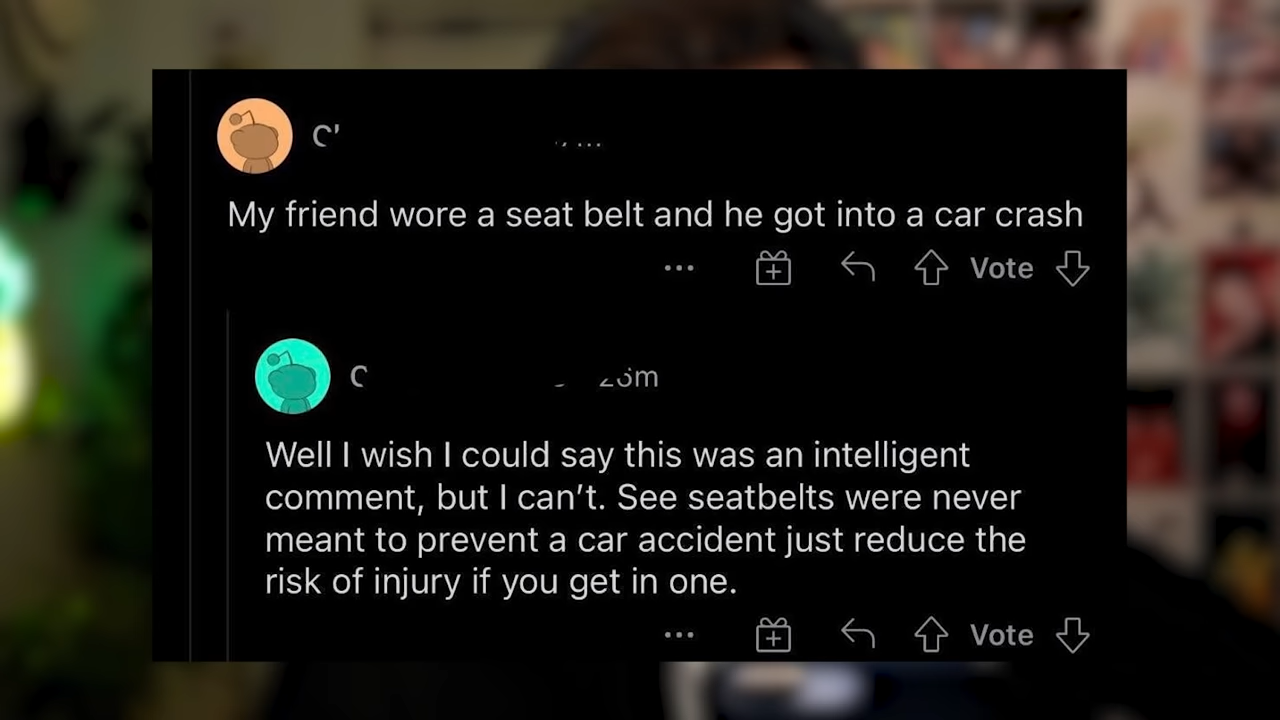 My friend wore a seat belt and he got into a car crash
Vote
Well I wish I could say this was an intelligent
comment, but I can’t. See seatbelts were never
meant to prevent a car accident just reduce the
risk of injury if you get in one.
Vote